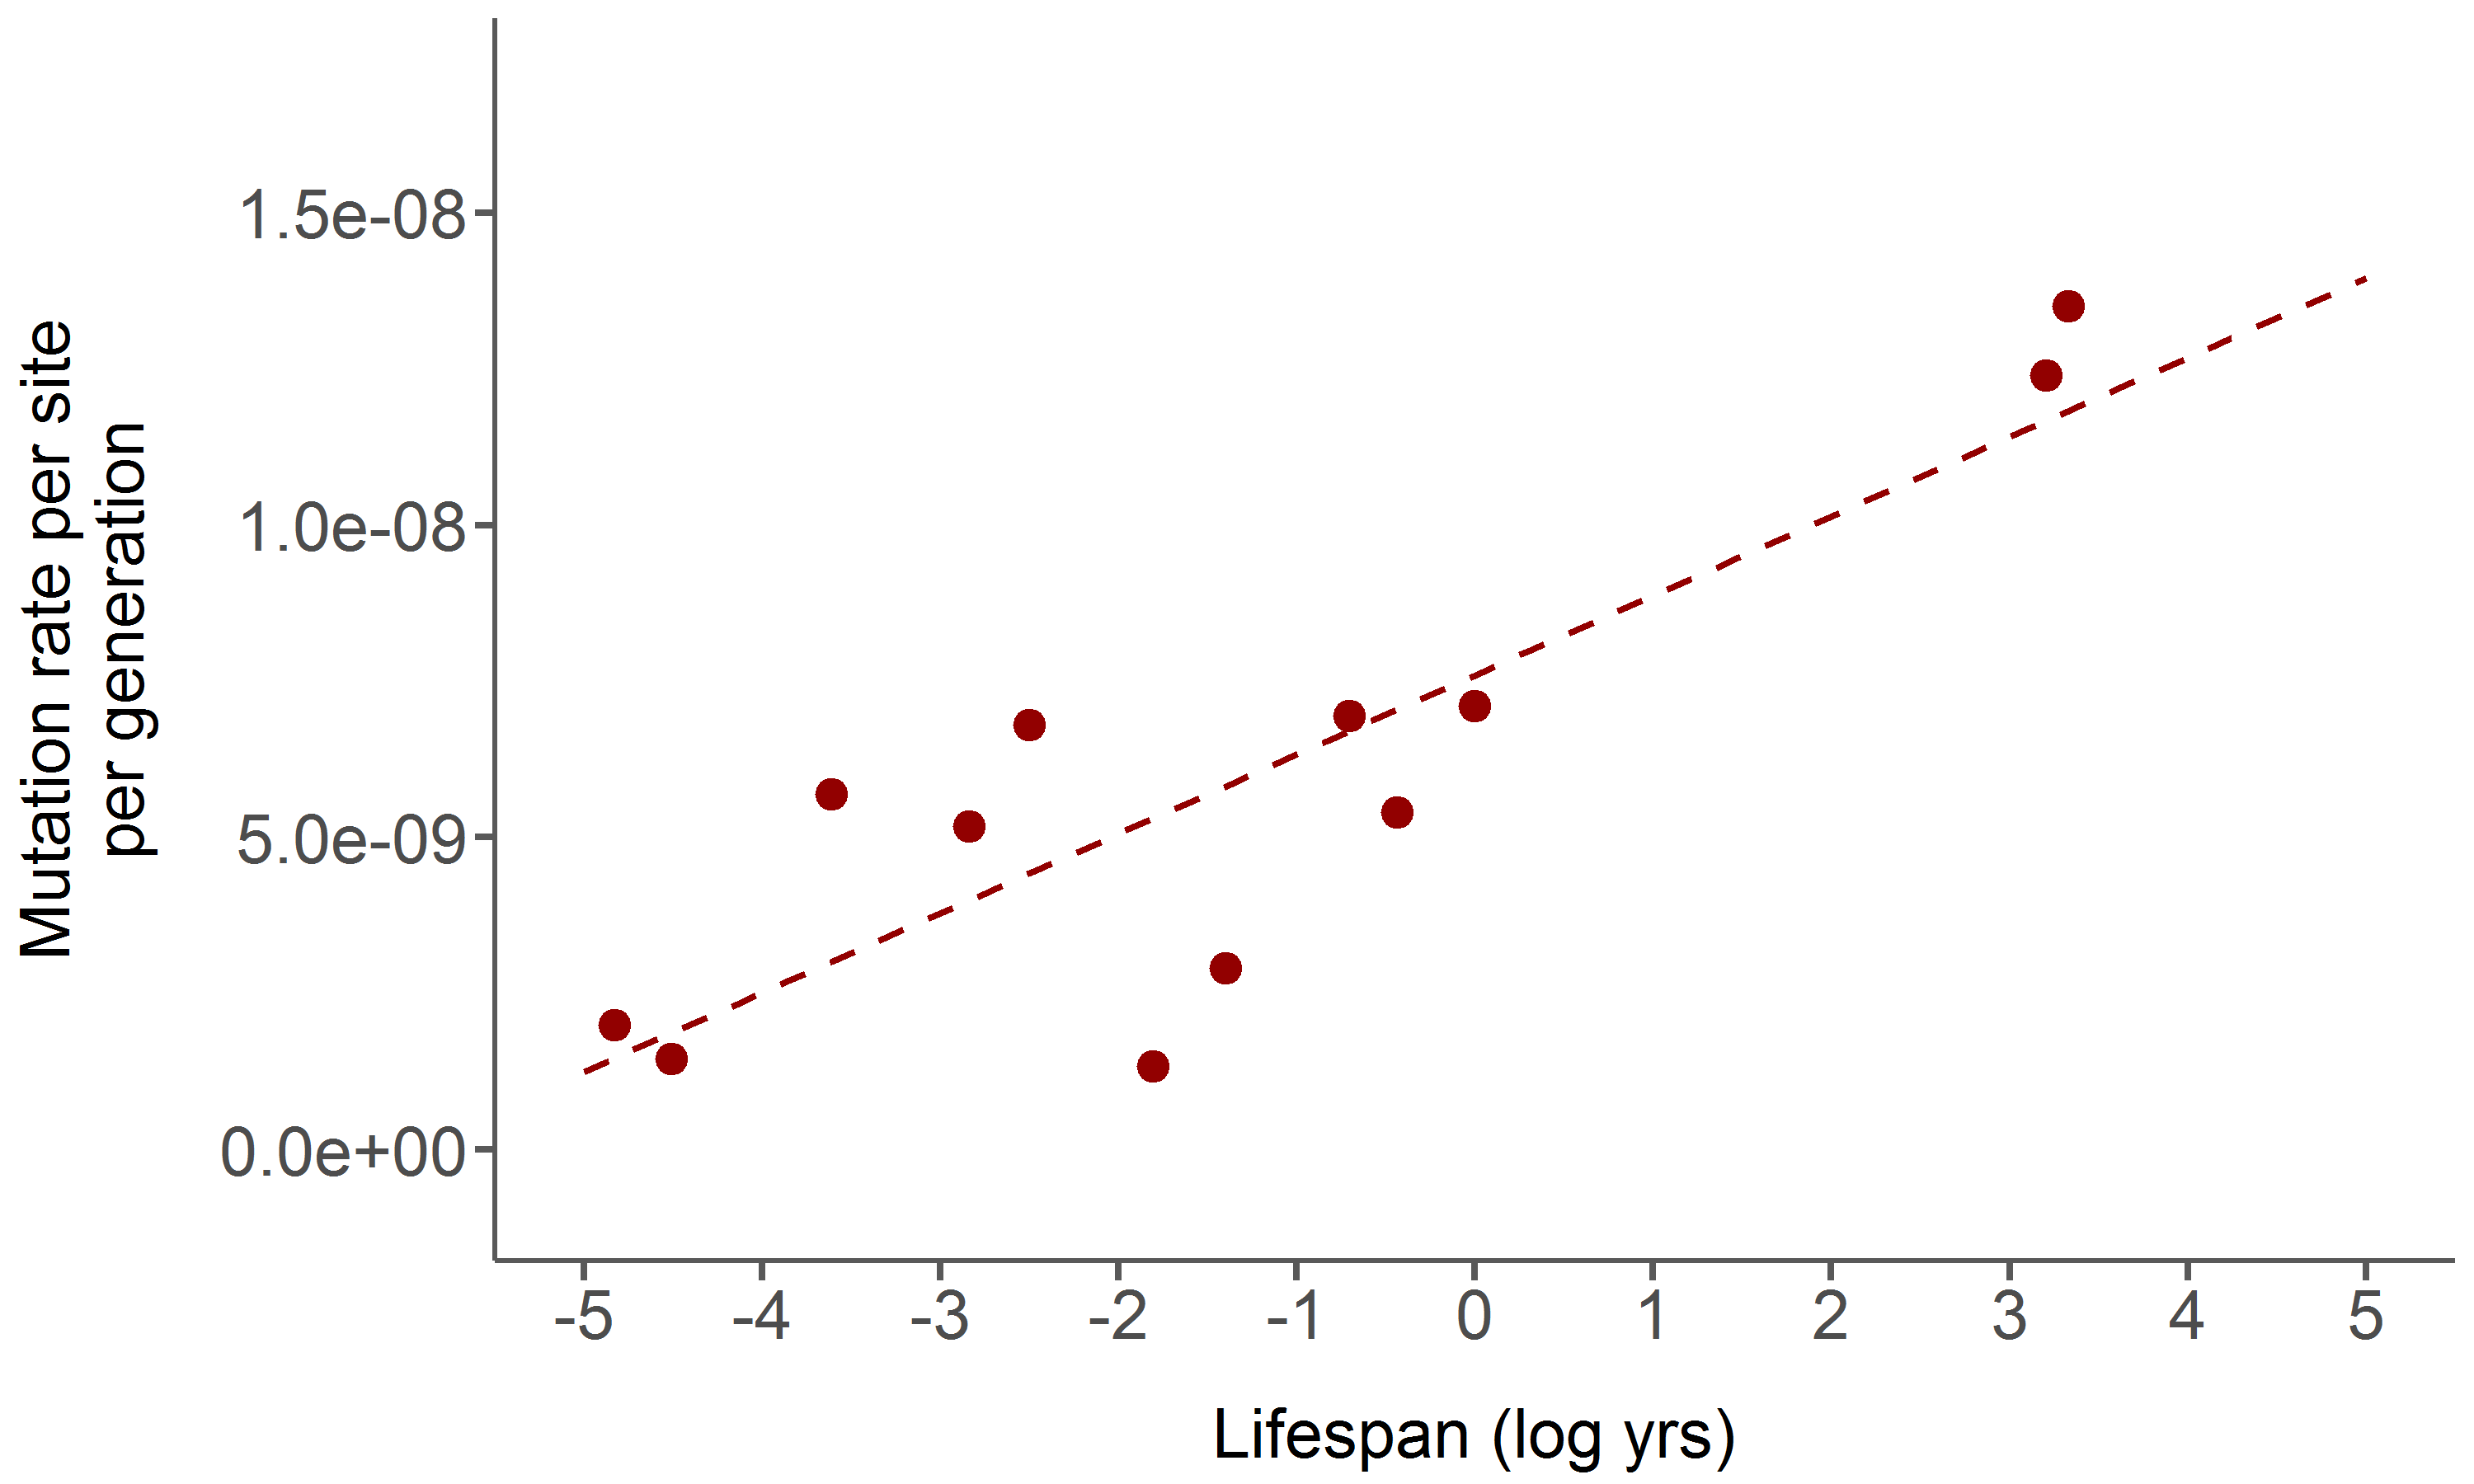 Mutation rate per site
per generation
1.5e-08
1.0e-08
5.0e-09
0.0e+00
-5 -4 -3 -2 -1 0 1 2 3 4 5
Lifespan (log yrs)